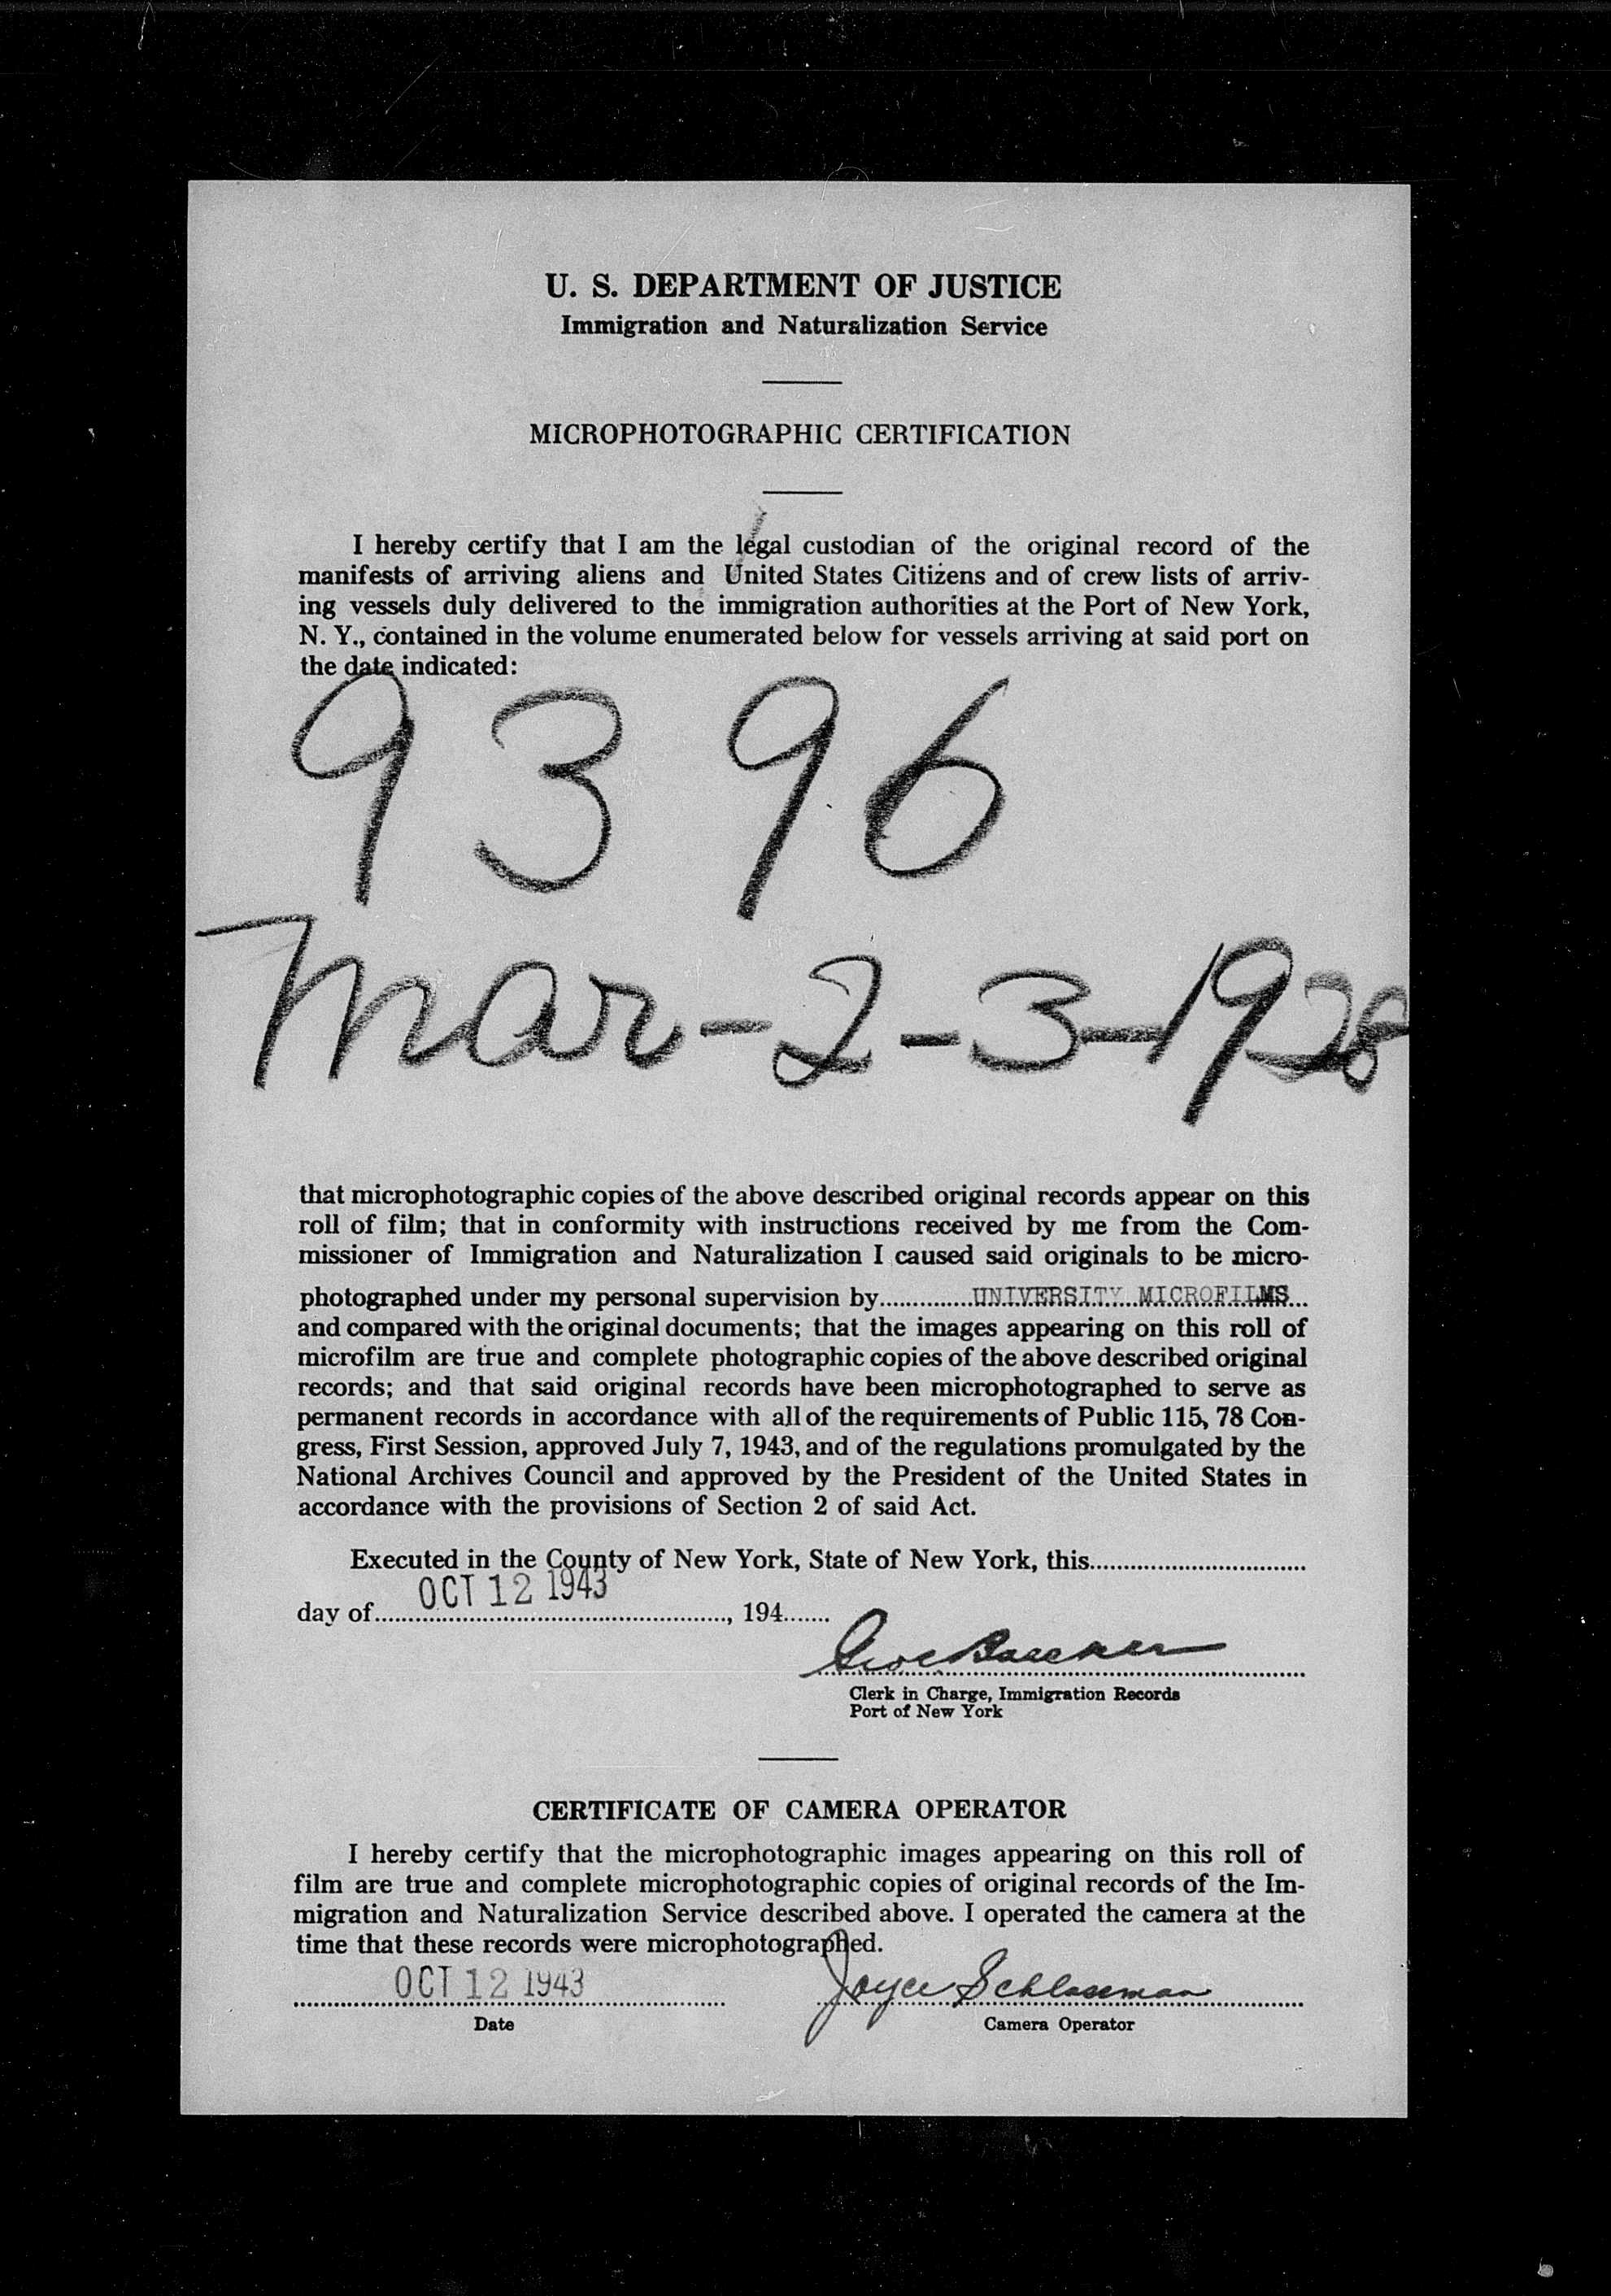 U. S. DEPARTMENT OF JUSTICE
Immigration and Naturalization Service
MICROPHOTOGRAPHIC CERTIFICATION
I hereby certify that I am the legal custodian of the original record of the
manifests of arriving aliens and United States Citizens and of crew lists of arriv-
ing vessels duly delivered to the immigration authorities at the Port of New York,
N. Y., contained in the volume enumerated below for vessels arriving at said port on
the date indicated:
9396
Mar-2-3-1928
that microphotographic copies of the above described original records appear on this
roll of film; that in conformity with instructions received by me from the Com-
missioner of Immigration and Naturalization I caused said originals to be micro-
photographed under my personal supervision by..............UNIVERSITY MICROFILMS...
and compared with the original documents; that the images appearing on this roll of
microfilm are true and complete photographic copies of the above described original
records; and that said original records have been microphotographed to serve as
permanent records in accordance with all of the requirements of Public 115, 78 Con-
gress, First Session, approved July 7, 1943, and of the regulations promulgated by the
National Archives Council and approved by the President of the United States in
accordance with the provisions of Section 2 of said Act.
Executed in the County of New York, State of New York, this................................
OCT 12 1943
day of...................................................., 194.......
Clerk in Charge, Immigration Records
Port of New York
CERTIFICATE OF CAMERA OPERATOR
I hereby certify that the microphotographic images appearing on this roll of
film are true and complete microphotographic copies of original records of the Im-
migration and Naturalization Service described above. I operated the camera at the
time that these records were microphotographed.
OCT 12 1943 Joyce Schlossman
Date Camera Operator